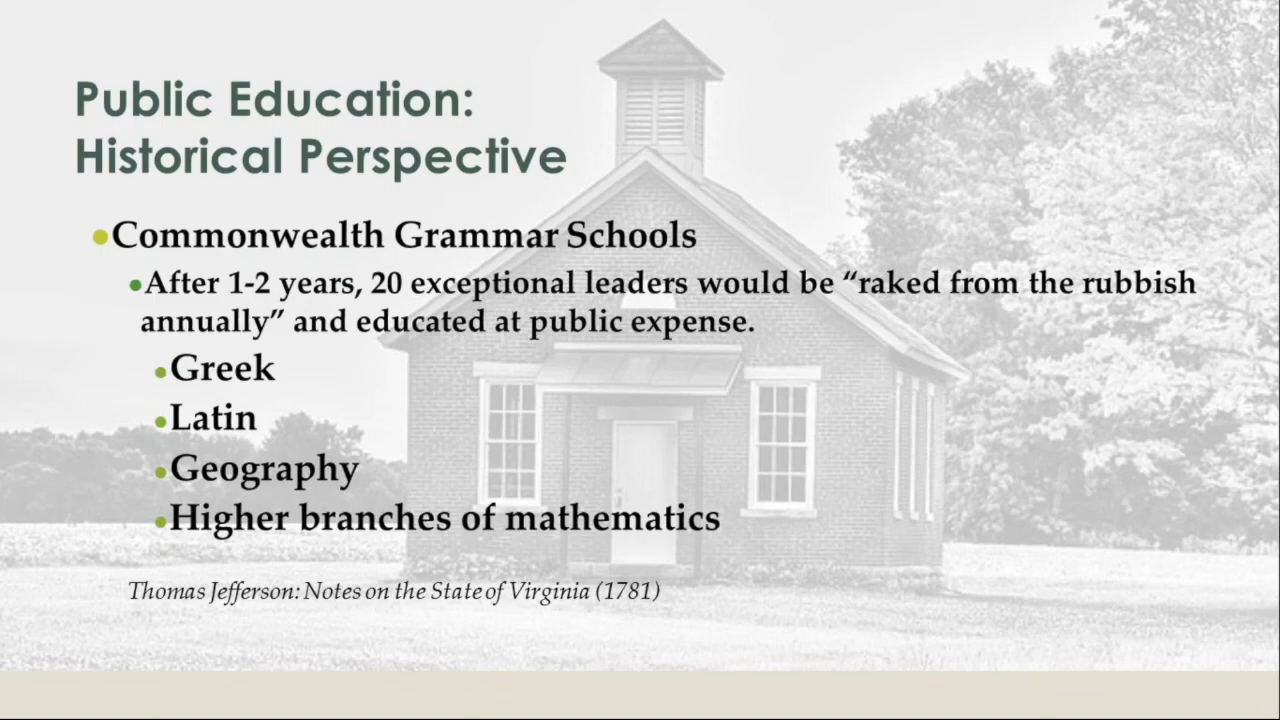 Public Education:
Historical Perspective
•Commonwealth Grammar Schools
•After 1-2 years, 20 exceptional leaders would be “raked from the rubbish
annually” and educated at public expense.
•Greek
•Latin
•Geography
•Higher branches of mathematics
Thomas Jefferson: Notes on the State of Virginia (1781)